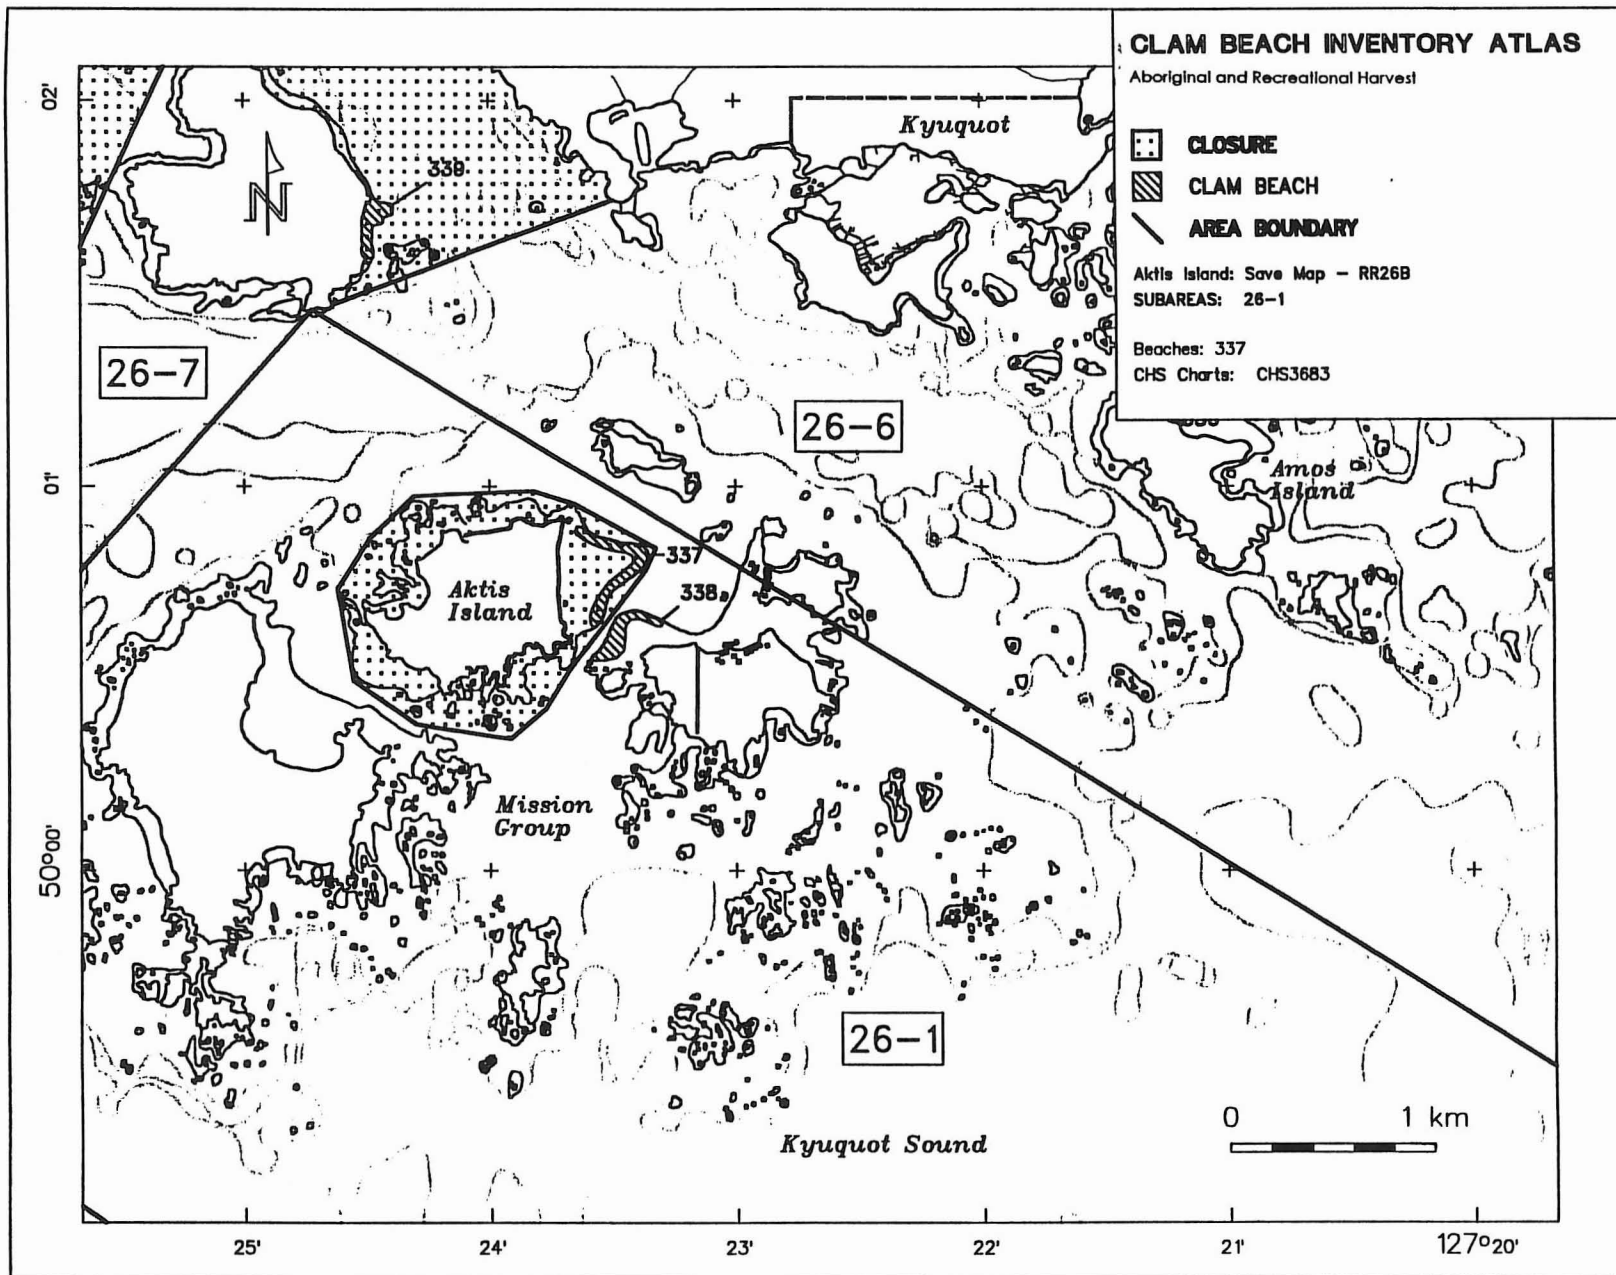 CLAM BEACH INVENTORY ATLAS
Aboriginal and Recreational Harvest
CLOSURE
CLAM BEACH
AREA BOUNDARY
Aktis Island: Save Map – RR26B
SUBAREAS: 26-1
Beaches: 337
CHS Charts: CHS3683
02'
Kyuquot
339
N
26-7
26-6
01'
Amos
Island
337
338
Aktis
Island
Mission
Group
50°00'
26-1
0 1 km
Kyuquot Sound
25' 24' 23' 22' 21' 127°20'